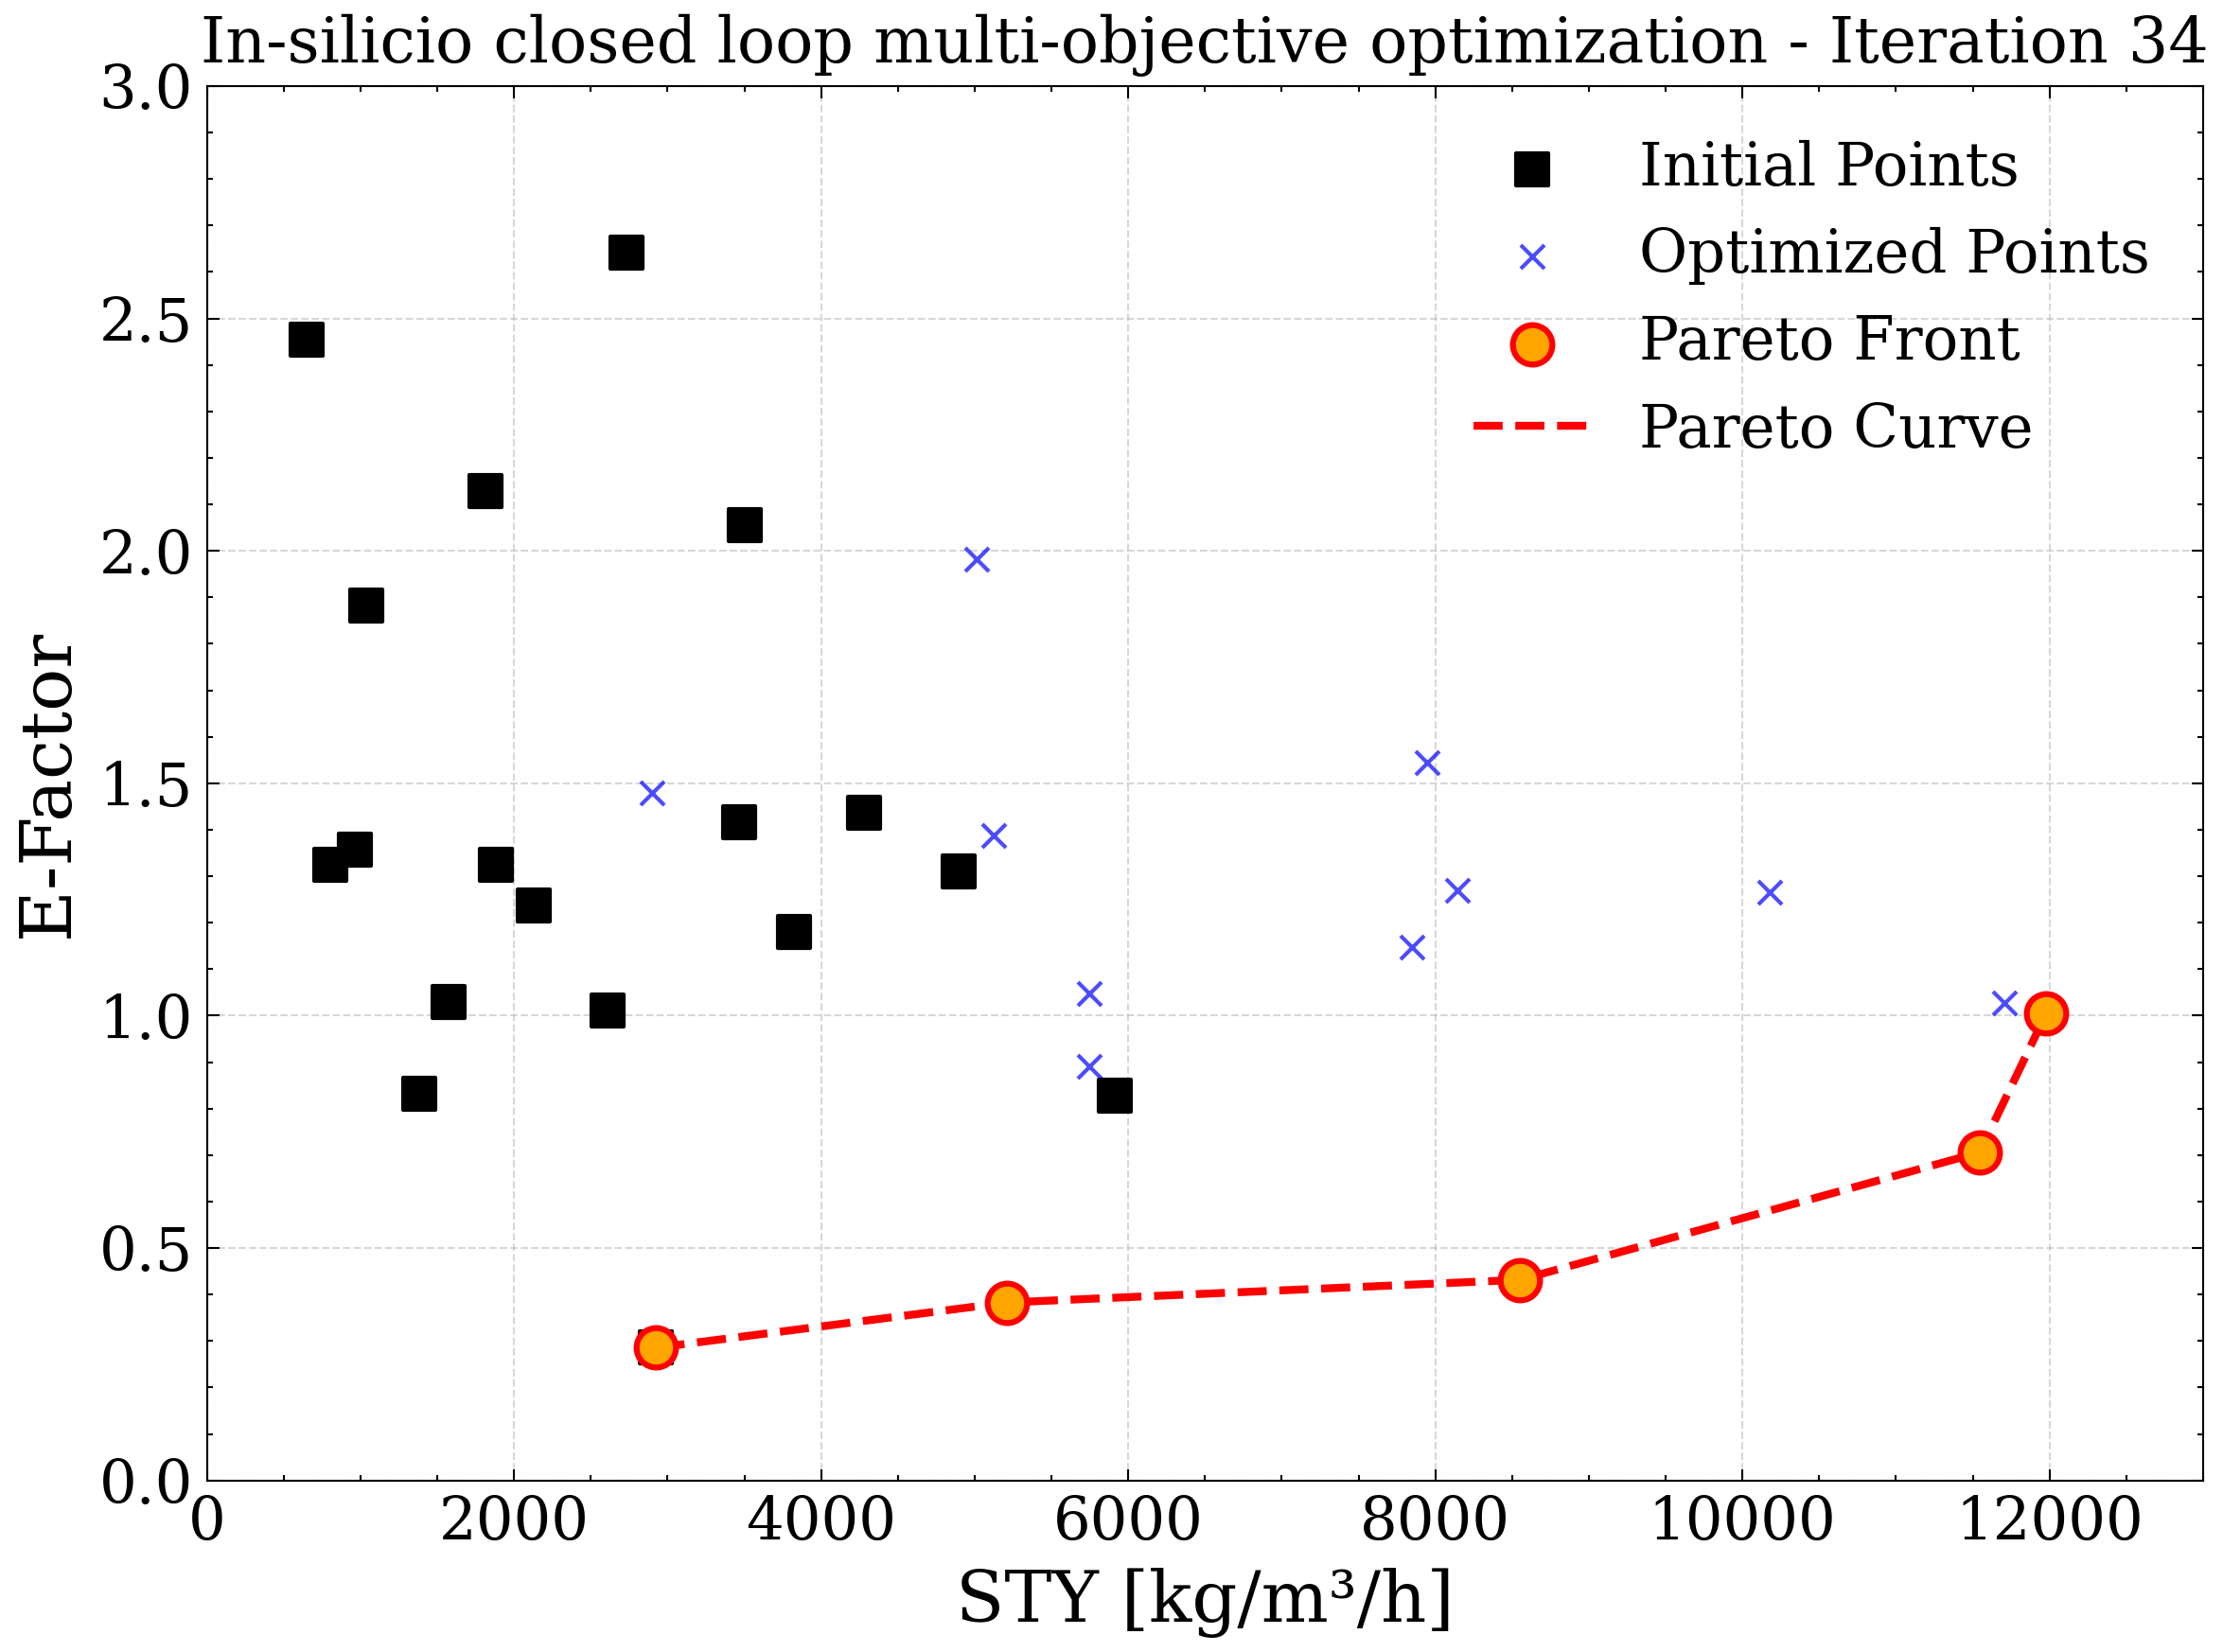 In-silicio closed loop multi-objective optimization - Iteration 34
3.0
2.5
2.0
1.5
1.0
0.5
0.0
E-Factor
Initial Points
Optimized Points
Pareto Front
Pareto Curve
0 2000 4000 6000 8000 10000 12000
STY [kg/m³/h]